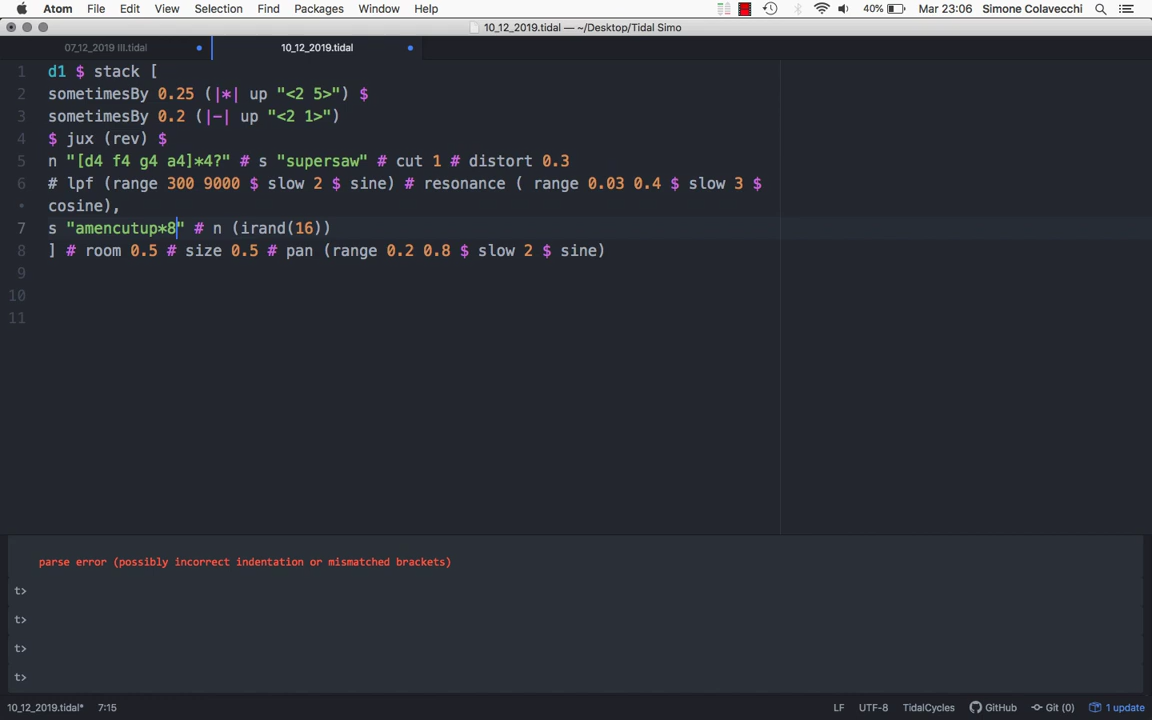 Atom File Edit View Selection Find Packages Window Help 40% Mar 23:06 Simone Colavecchi
10_12_2019.tidal — ~/Desktop/Tidal Simo
07_12_2019 III.tidal 10_12_2019.tidal
1 d1 $ stack [
2 sometimesBy 0.25 (|*| up "<2 5>") $
3 sometimesBy 0.2 (|-| up "<2 1>")
4 $ jux (rev) $
5 n "[d4 f4 g4 a4]*4?" # s "supersaw" # cut 1 # distort 0.3
6 # lpf (range 300 9000 $ slow 2 $ sine) # resonance ( range 0.03 0.4 $ slow 3 $
• cosine),
7 s "amencutup*8" # n (irand(16))
8 ] # room 0.5 # size 0.5 # pan (range 0.2 0.8 $ slow 2 $ sine)
9
10
11
parse error (possibly incorrect indentation or mismatched brackets)
t>
t>
t>
t>
10_12_2019.tidal* 7:15 LF UTF-8 TidalCycles GitHub Git (0) 1 update